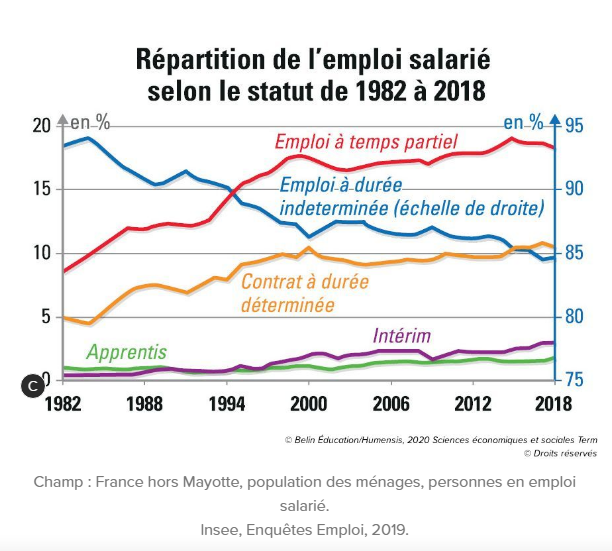 Répartition de l'emploi salarié
selon le statut de 1982 à 2018
20 en % en % 95
Emploi à temps partiel
15 Emploi à durée 90
indeterminée (échelle de droite)
10 85
Contrat à durée
déterminée
5 80
Intérim
Apprentis
C 0 75
1982 1988 1994 2000 2006 2012 2018
© Belin Éducation/Humensis, 2020 Sciences économiques et sociales Term
© Droits réservés
Champ : France hors Mayotte, population des ménages, personnes en emploi
salarié.
Insee, Enquêtes Emploi, 2019.